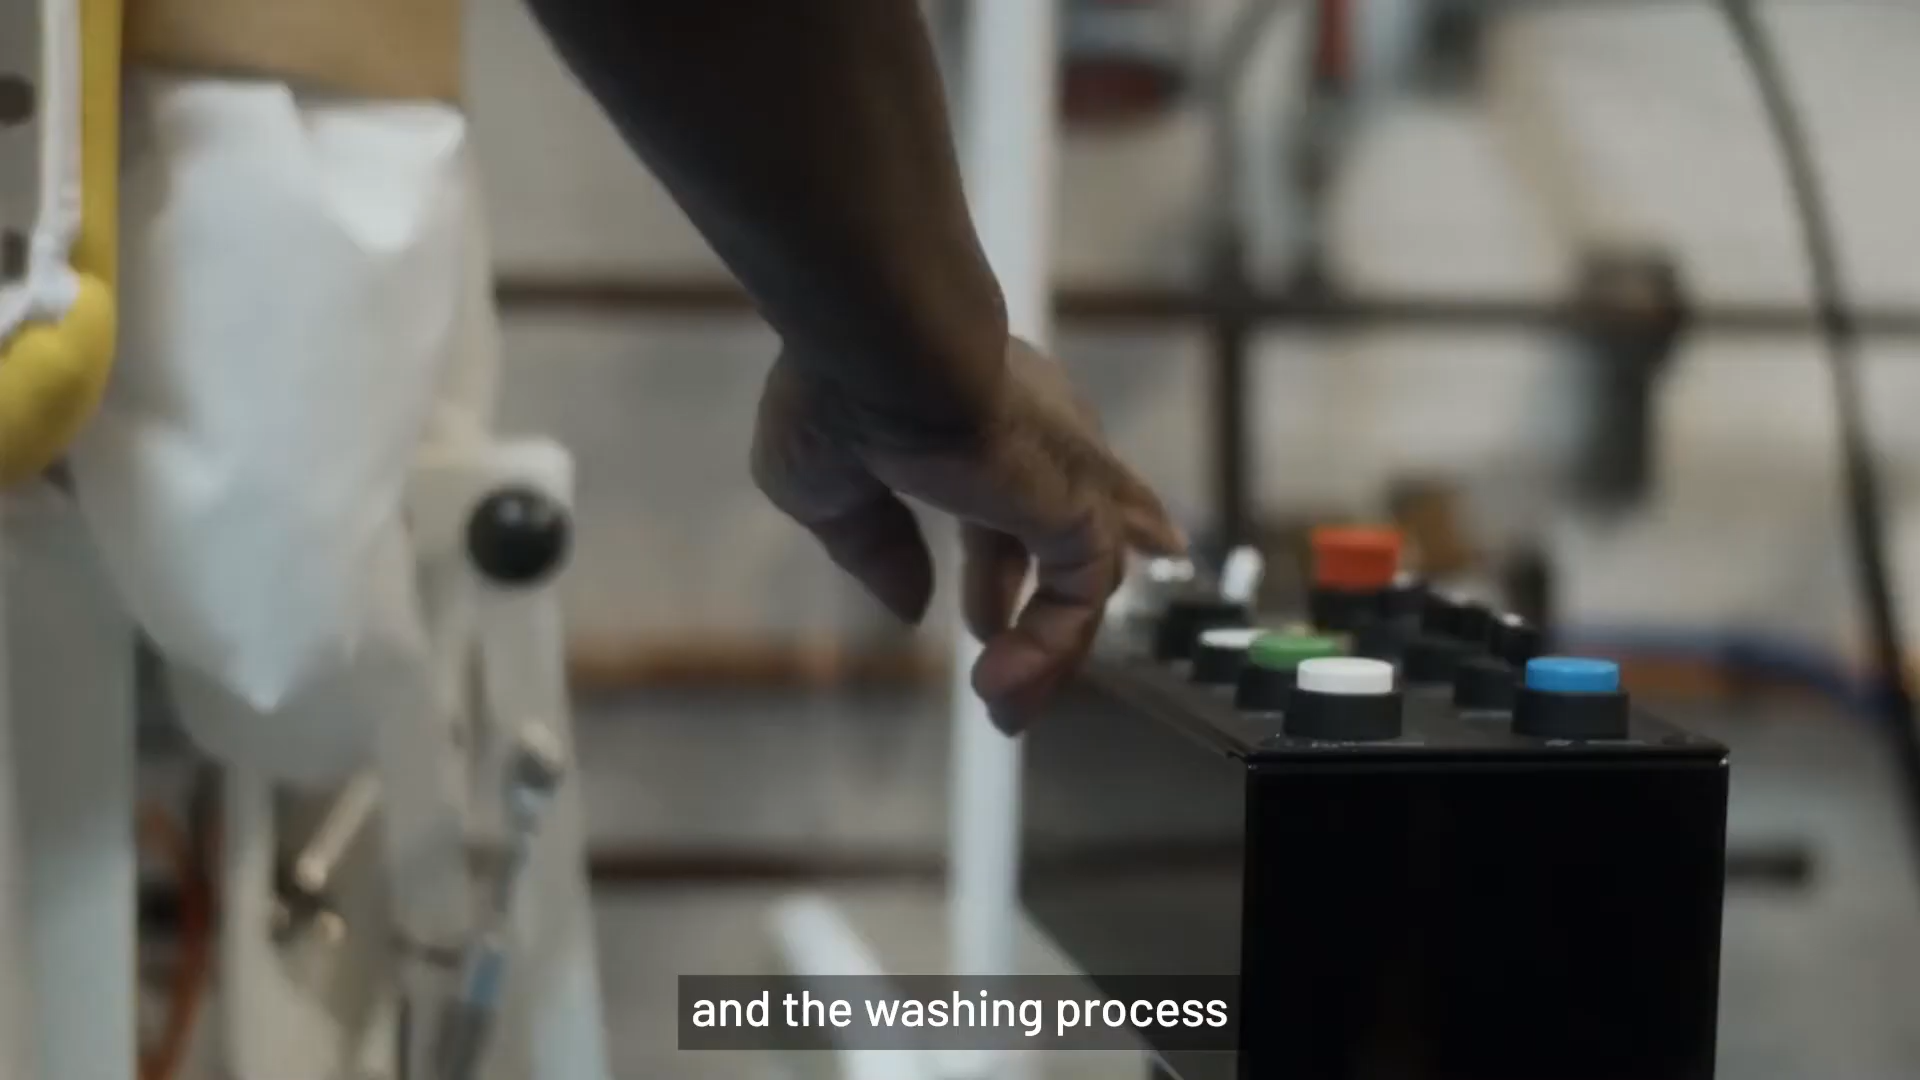 and the washing process